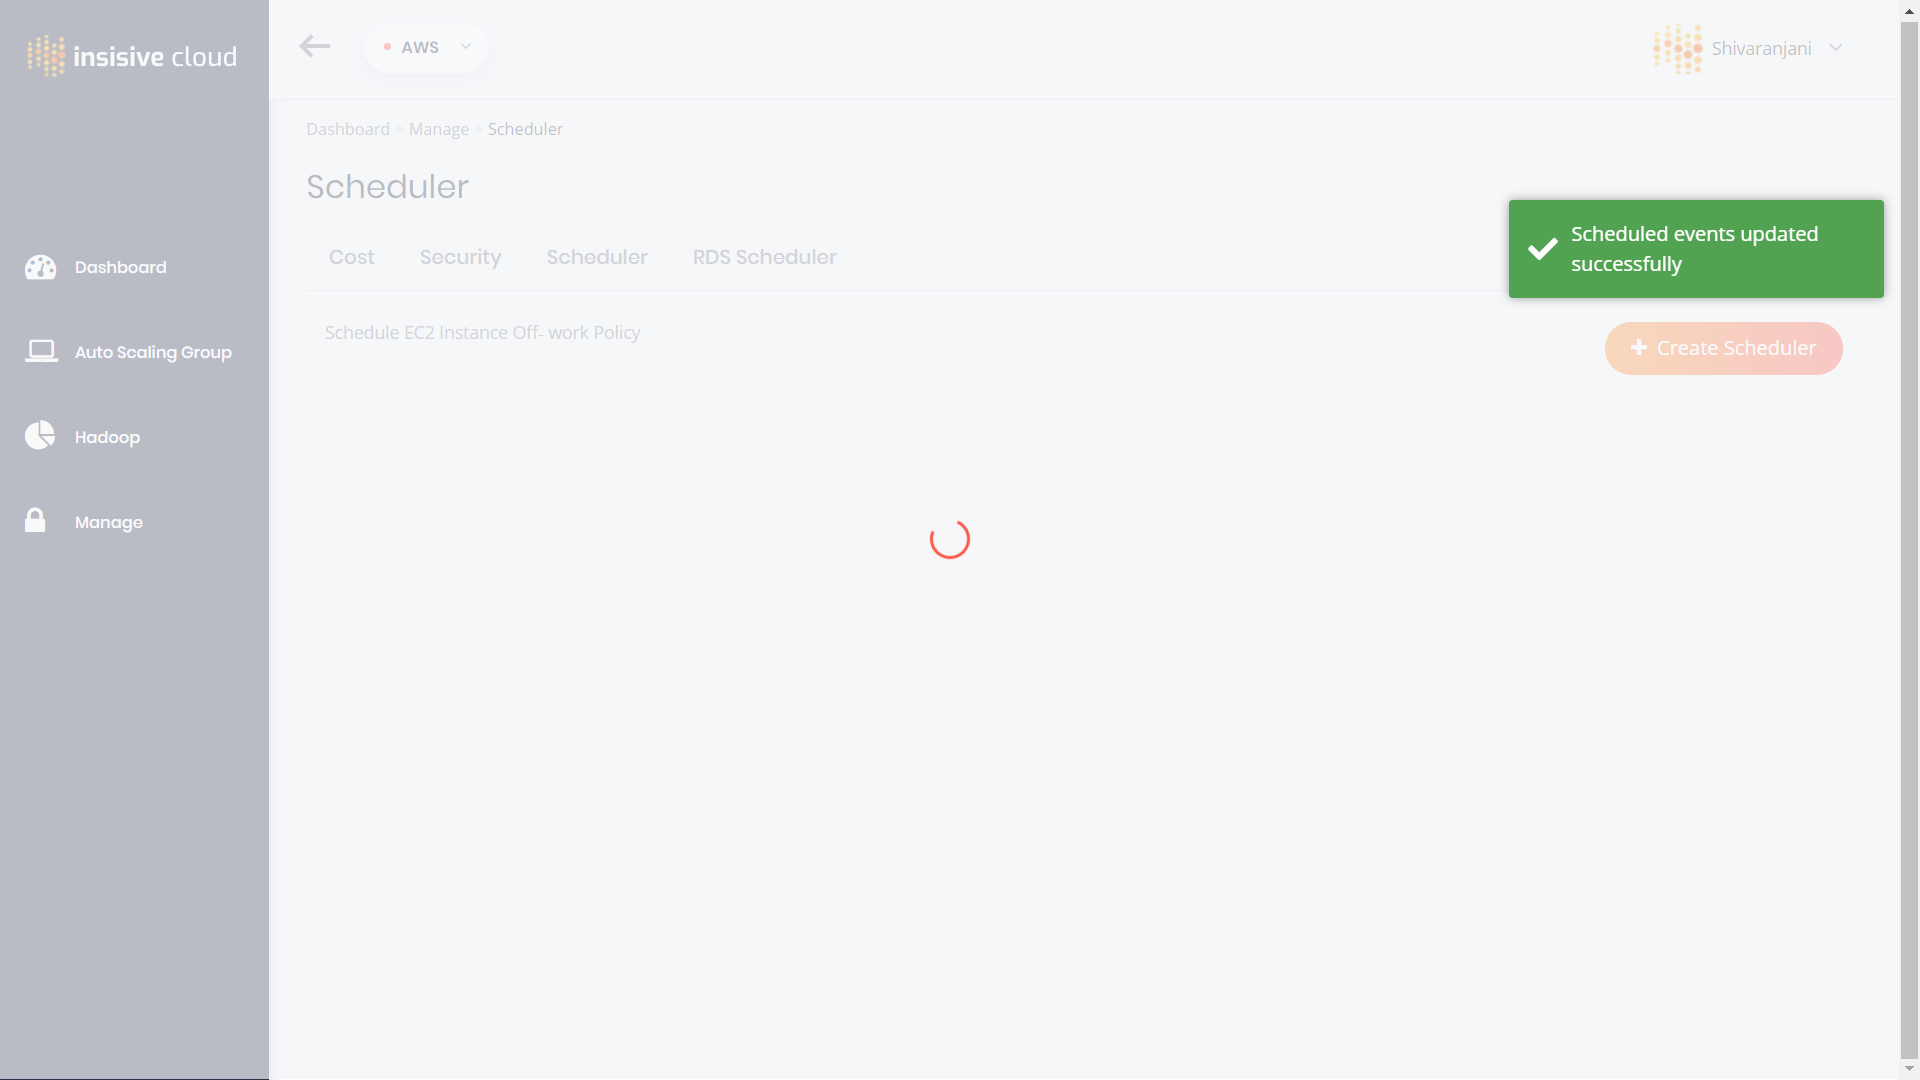 insisive cloud
AWS
Shivaranjani
Dashboard Manage Scheduler
Scheduler
Cost Security Scheduler RDS Scheduler
Scheduled events updated
successfully
Schedule EC2 Instance Off- work Policy
Create Scheduler
Dashboard
Auto Scaling Group
Hadoop
Manage